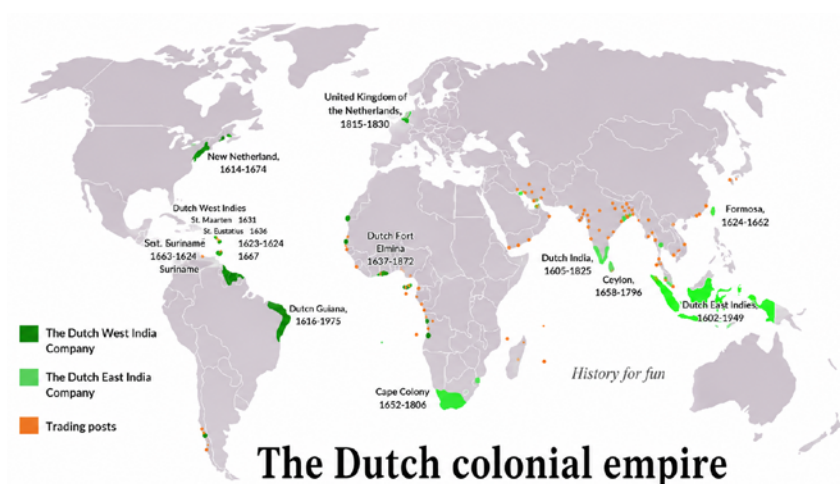 United Kingdom of
the Netherlands,
1815-1830
New Netherland,
1614-1674
Dutch West Indies
St. Maarten 1631
St. Eustatius 1636
1623-1624
1667
Sait. Suriname
1663-1624
Suriname
Dutch Fort
Elmina
1637-1872
Formosa,
1624-1662
Dutch India,
1605-1825
Ceylon,
1658-1796
Dutch East Indies,
1602-1949
Dutch Guiana,
1616-1975
The Dutch West India
Company
The Dutch East India
Company
Trading posts
Cape Colony
1652-1806
History for fun
The Dutch colonial empire